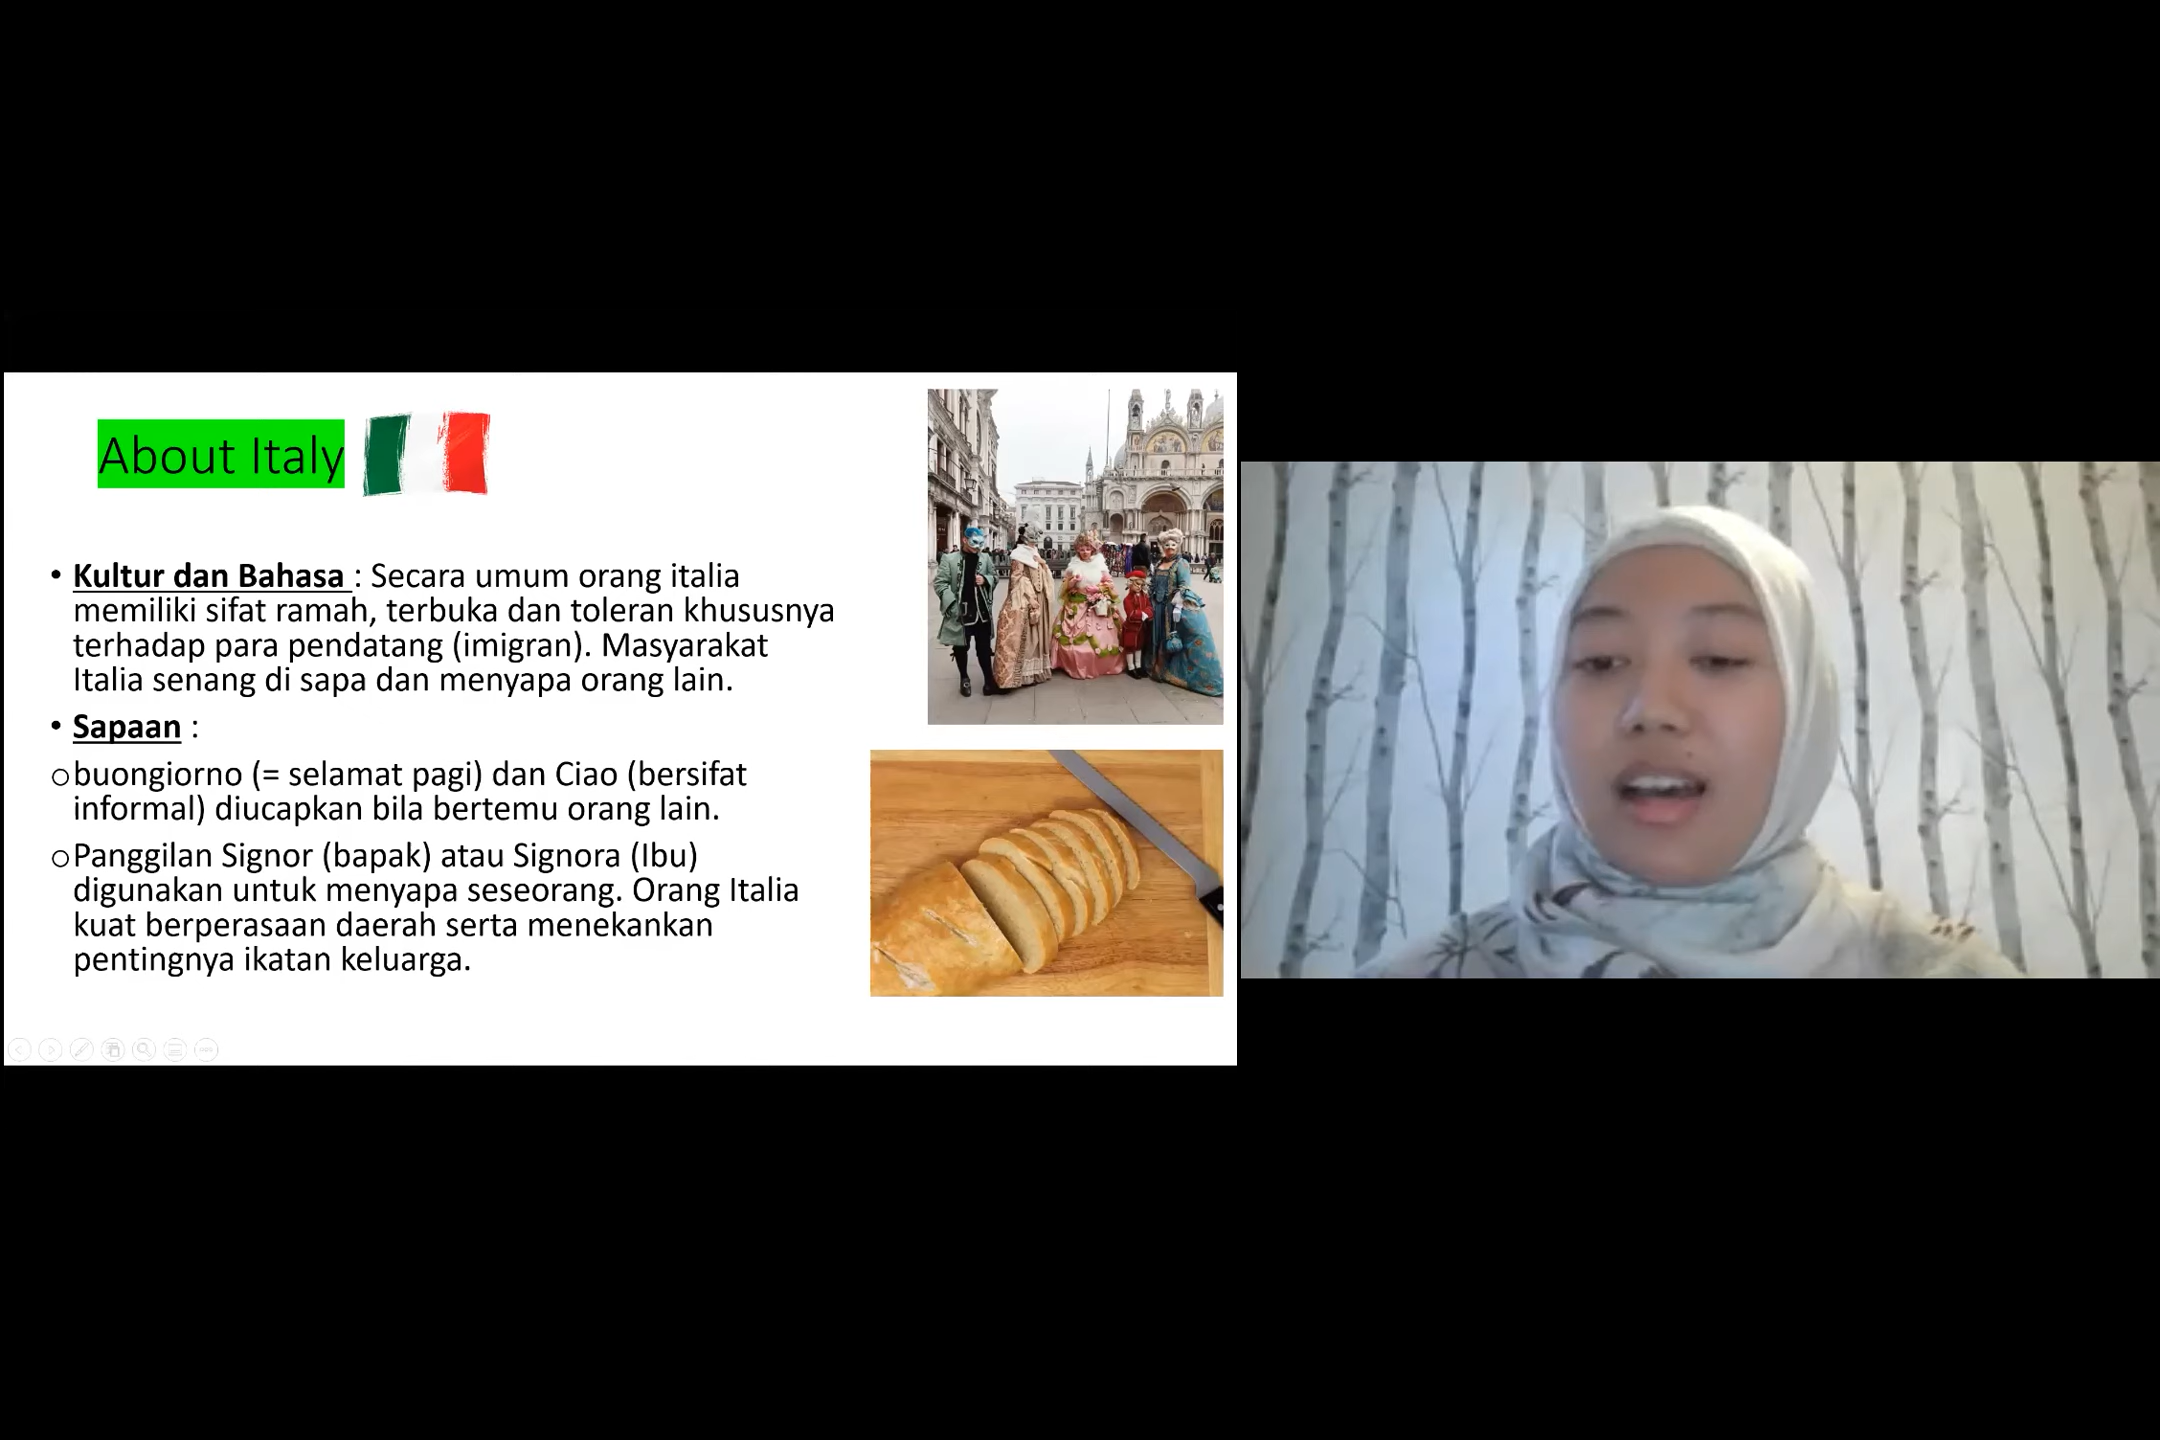 About Italy
• Kultur dan Bahasa : Secara umum orang italia
memiliki sifat ramah, terbuka dan toleran khususnya
terhadap para pendatang (imigran). Masyarakat
Italia senang di sapa dan menyapa orang lain.
• Sapaan :
o buongiorno (= selamat pagi) dan Ciao (bersifat
informal) diucapkan bila bertemu orang lain.
o Panggilan Signor (bapak) atau Signora (Ibu)
digunakan untuk menyapa seseorang. Orang Italia
kuat berperasaan daerah serta menekankan
pentingnya ikatan keluarga.